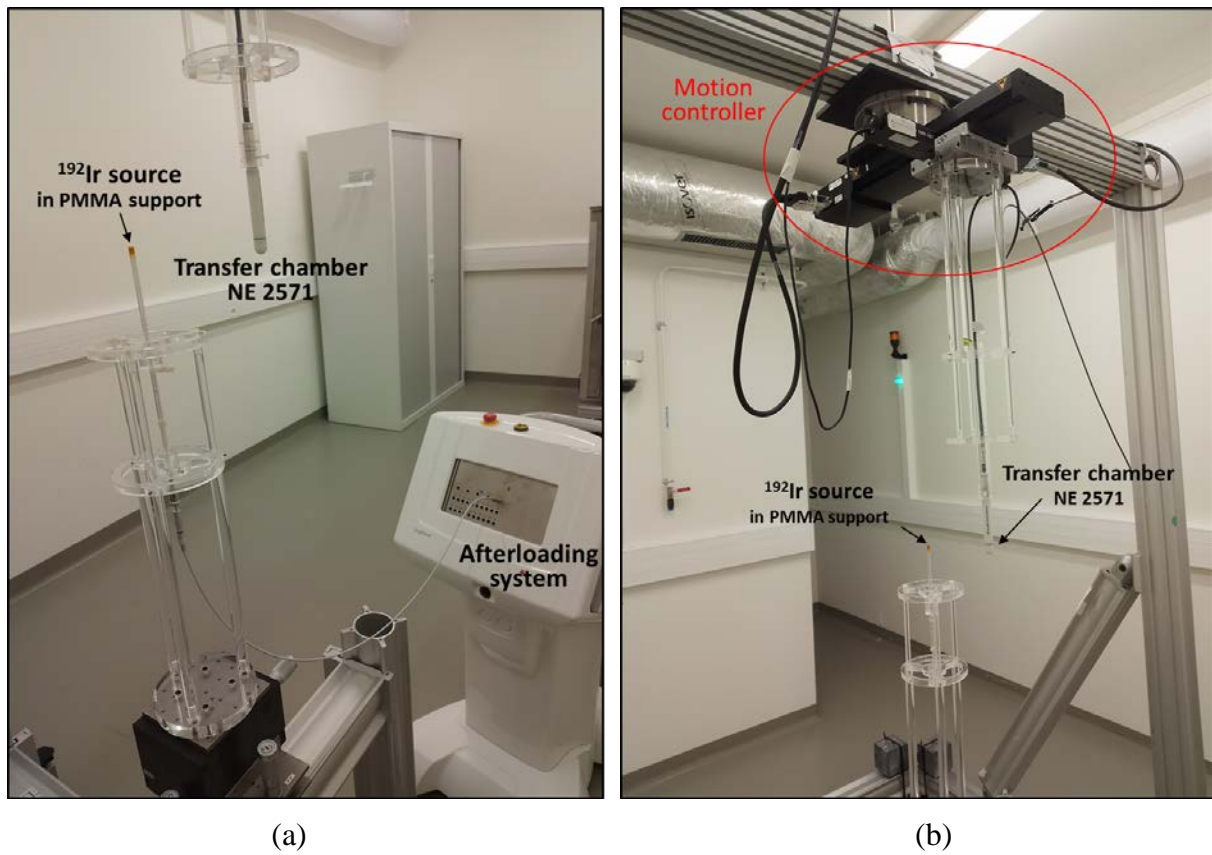 ¹⁹²Ir source
in PMMA support
Transfer chamber
NE 2571
Afterloading
system
(a)
Motion
controller
ISOVER
¹⁹²Ir source
in PMMA support
Transfer chamber
NE 2571
(b)